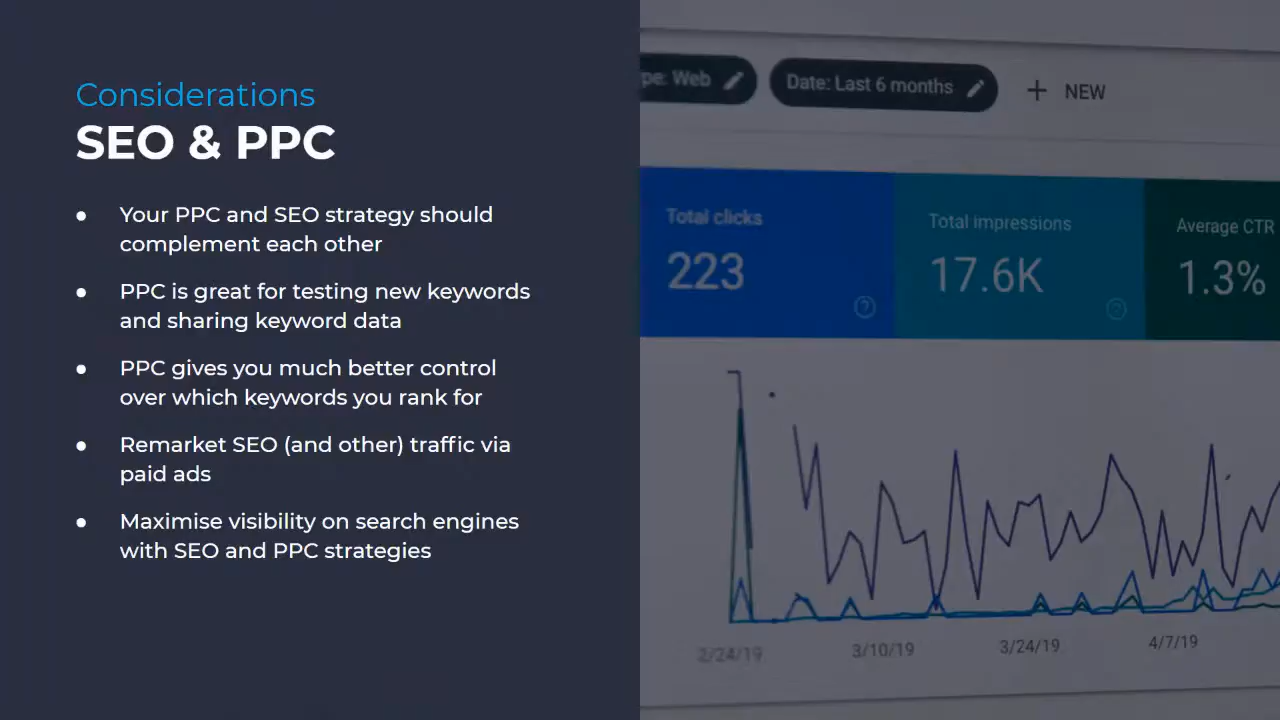 Considerations
SEO & PPC
● Your PPC and SEO strategy should
complement each other
● PPC is great for testing new keywords
and sharing keyword data
● PPC gives you much better control
over which keywords you rank for
● Remarket SEO (and other) traffic via
paid ads
● Maximise visibility on search engines
with SEO and PPC strategies
pe: Web
Date: Last 6 months
+ NEW
Total clicks
223
Total impressions
17.6K
Average CTR
1.3%
2/24/19
3/10/19
3/24/19
4/7/19